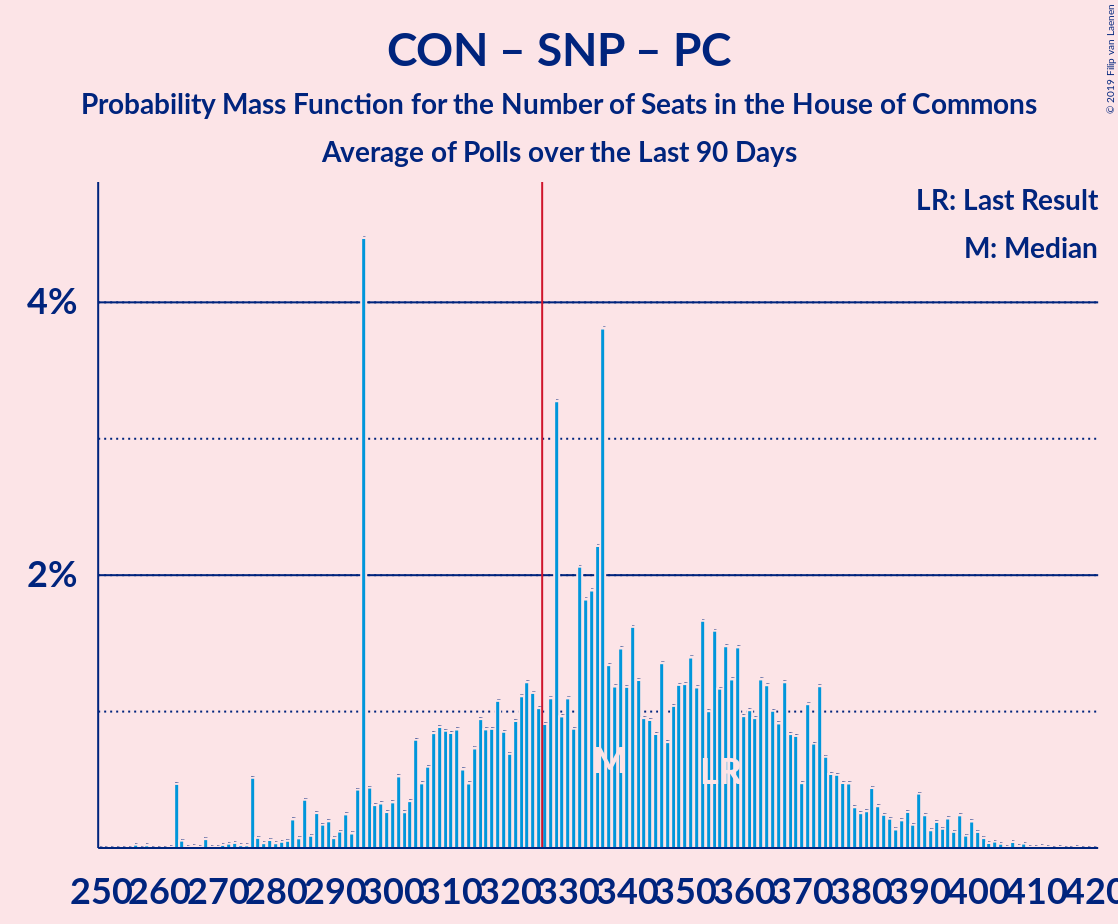 CON – SNP – PC
Probability Mass Function for the Number of Seats in the House of Commons
Average of Polls over the Last 90 Days
© 2019 Filip van Laenen
LR: Last Result
M: Median
4%
2%
M
LR
250 260 270 280 290 300 310 320 330 340 350 360 370 380 390 400 410 420